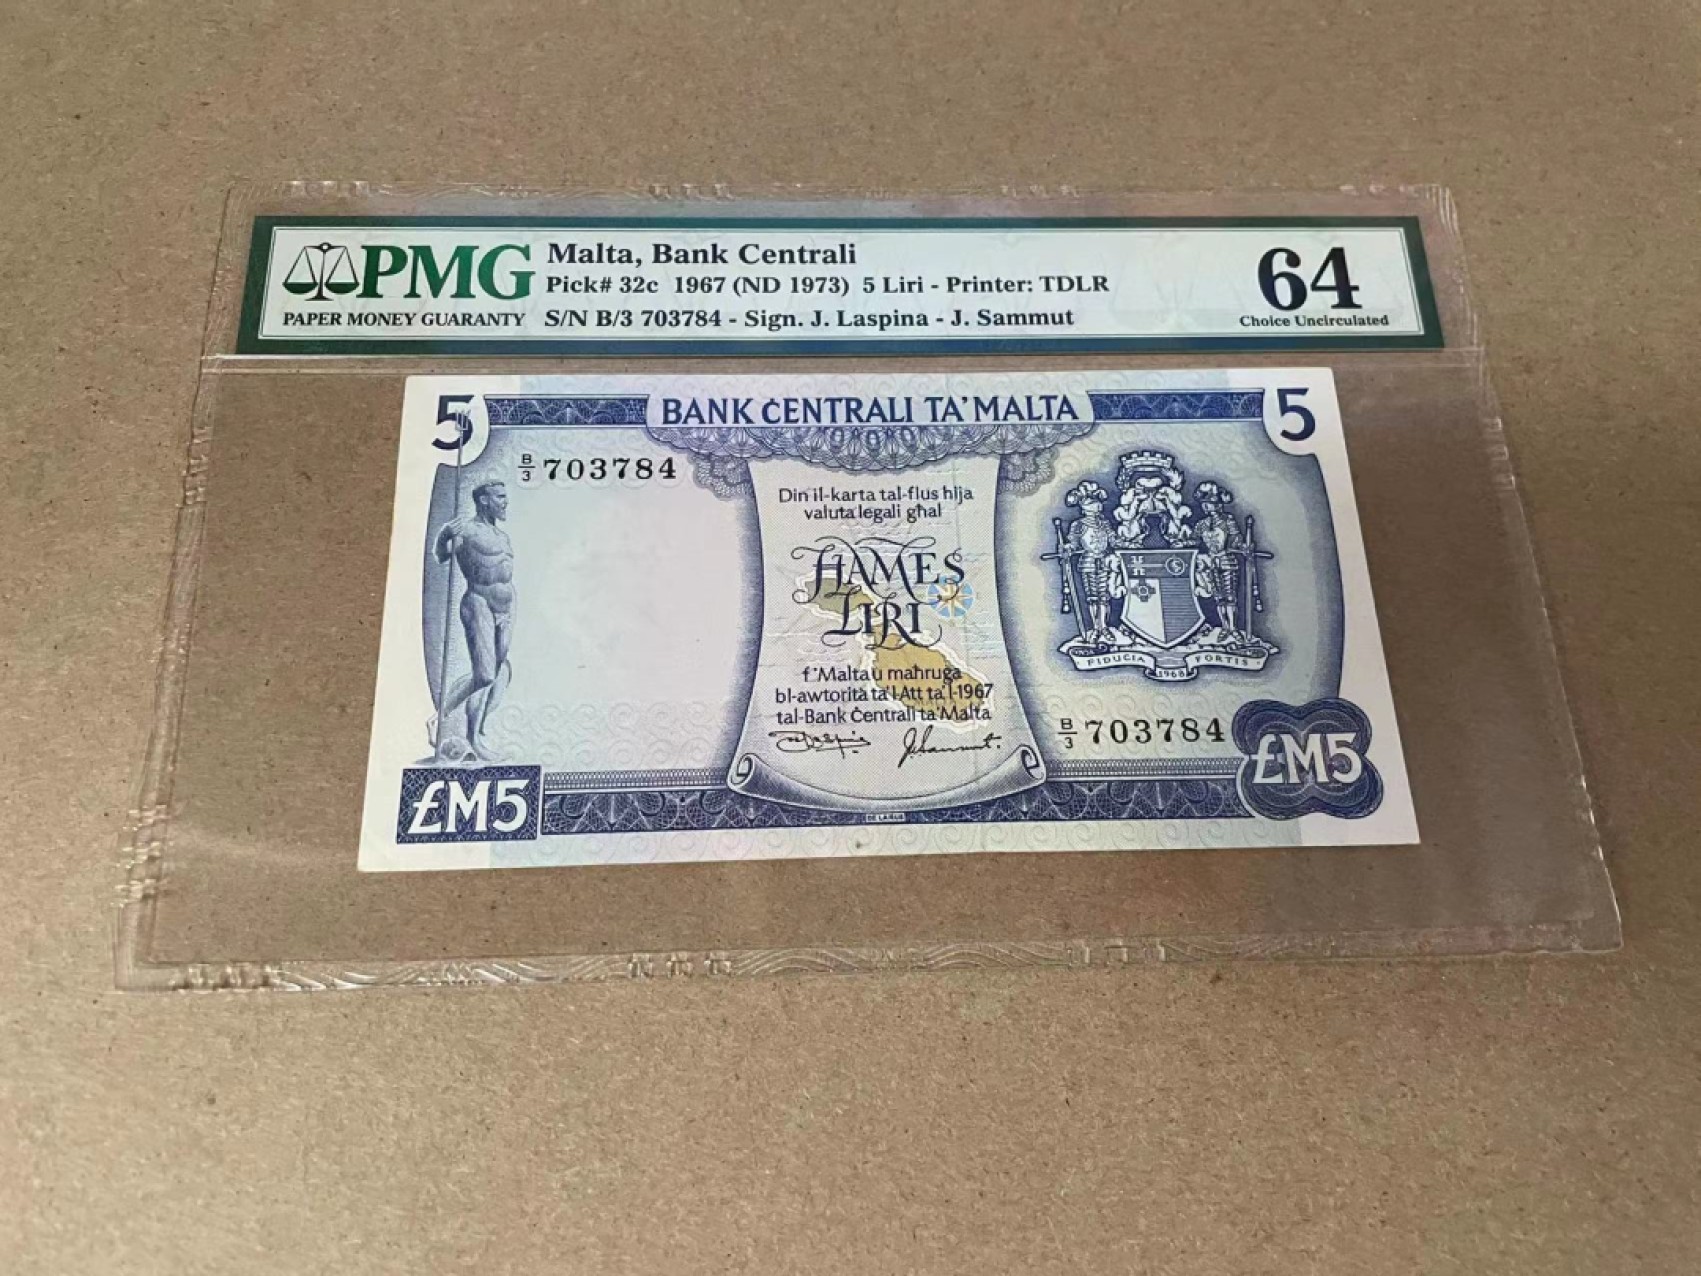 PMG
PAPER MONEY GUARANTY
Malta, Bank Centrali
Pick# 32c 1967 (ND 1973) 5 Liri - Printer: TDLR
S/N B/3 703784 - Sign. J. Laspina - J. Sammut
64
Choice Uncirculated
5
BANK ĊENTRALI TA' MALTA
5
B/3 703784
Din il-karta tal-flus hija
valuta legali għal
ĦAMES
LIRI
f'Malta u maħruġa
bl-awtorità ta' l-Att ta' l-1967
tal-Bank Ċentrali ta' Malta
FIDUCIA FORTIS
1968
B/3 703784
£M5
£M5
DE LA RUE